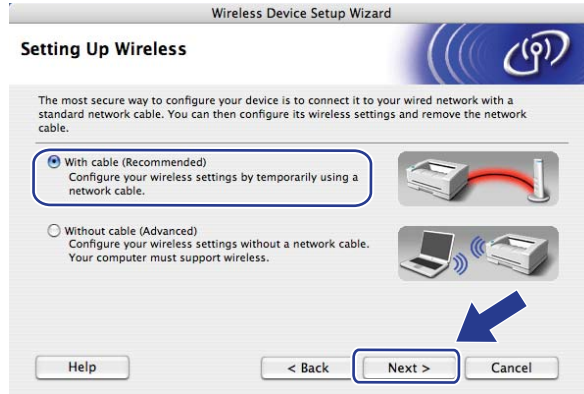 Wireless Device Setup Wizard
Setting Up Wireless
The most secure way to configure your device is to connect it to your wired network with a
standard network cable. You can then configure its wireless settings and remove the network
cable.
With cable (Recommended)
Configure your wireless settings by temporarily using a
network cable.
Without cable (Advanced)
Configure your wireless settings without a network cable.
Your computer must support wireless.
Help < Back Next > Cancel